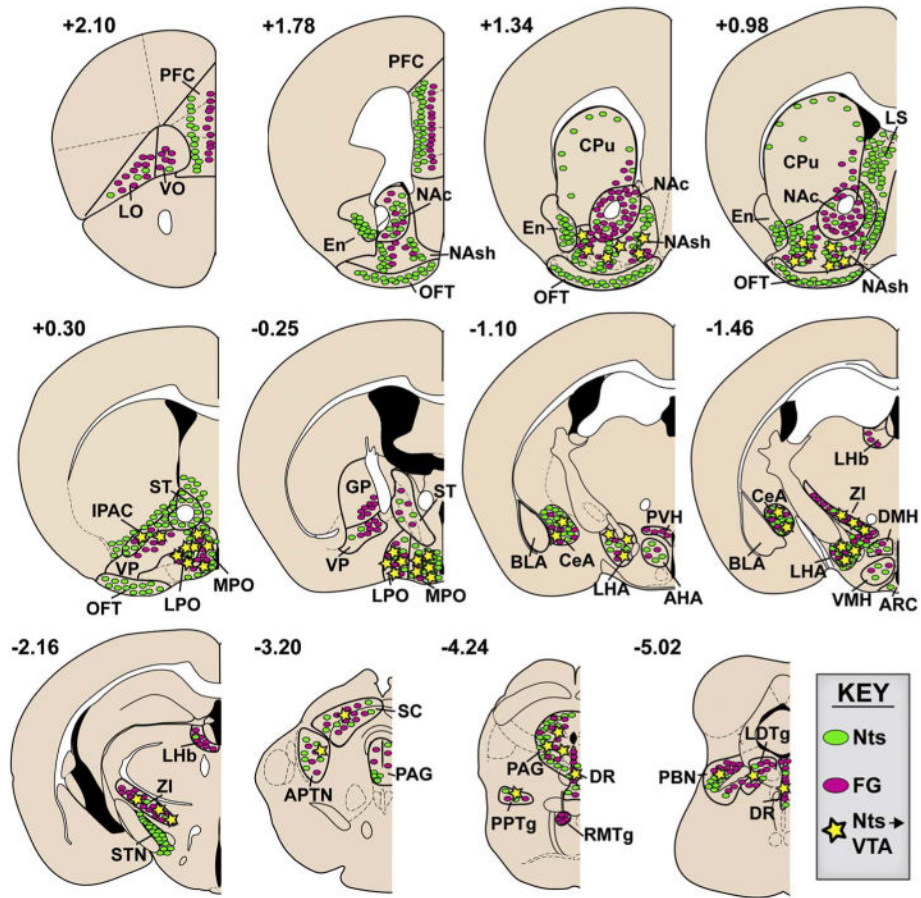 +2.10
PFC
VO
LO
+1.78
PFC
NAc
En
NAsh
OFT
+1.34
CPu
NAc
En
NAsh
OFT
+0.98
LS
CPu
NAc
En
OFT
NAsh
+0.30
ST
IPAC
VP
MPO
OFT
LPO
-0.25
GP
ST
VP
LPO
MPO
-1.10
PVH
BLA
CeA
LHA
AHA
-1.46
LHb
CeA
ZI
DMH
BLA
LHA
VMH
ARC
-2.16
LHb
ZI
STN
-3.20
SC
PAG
APTN
-4.24
PAG
DR
PPTg
RMTg
-5.02
LDTg
PBN
DR
KEY
Nts
FG
Nts→
VTA